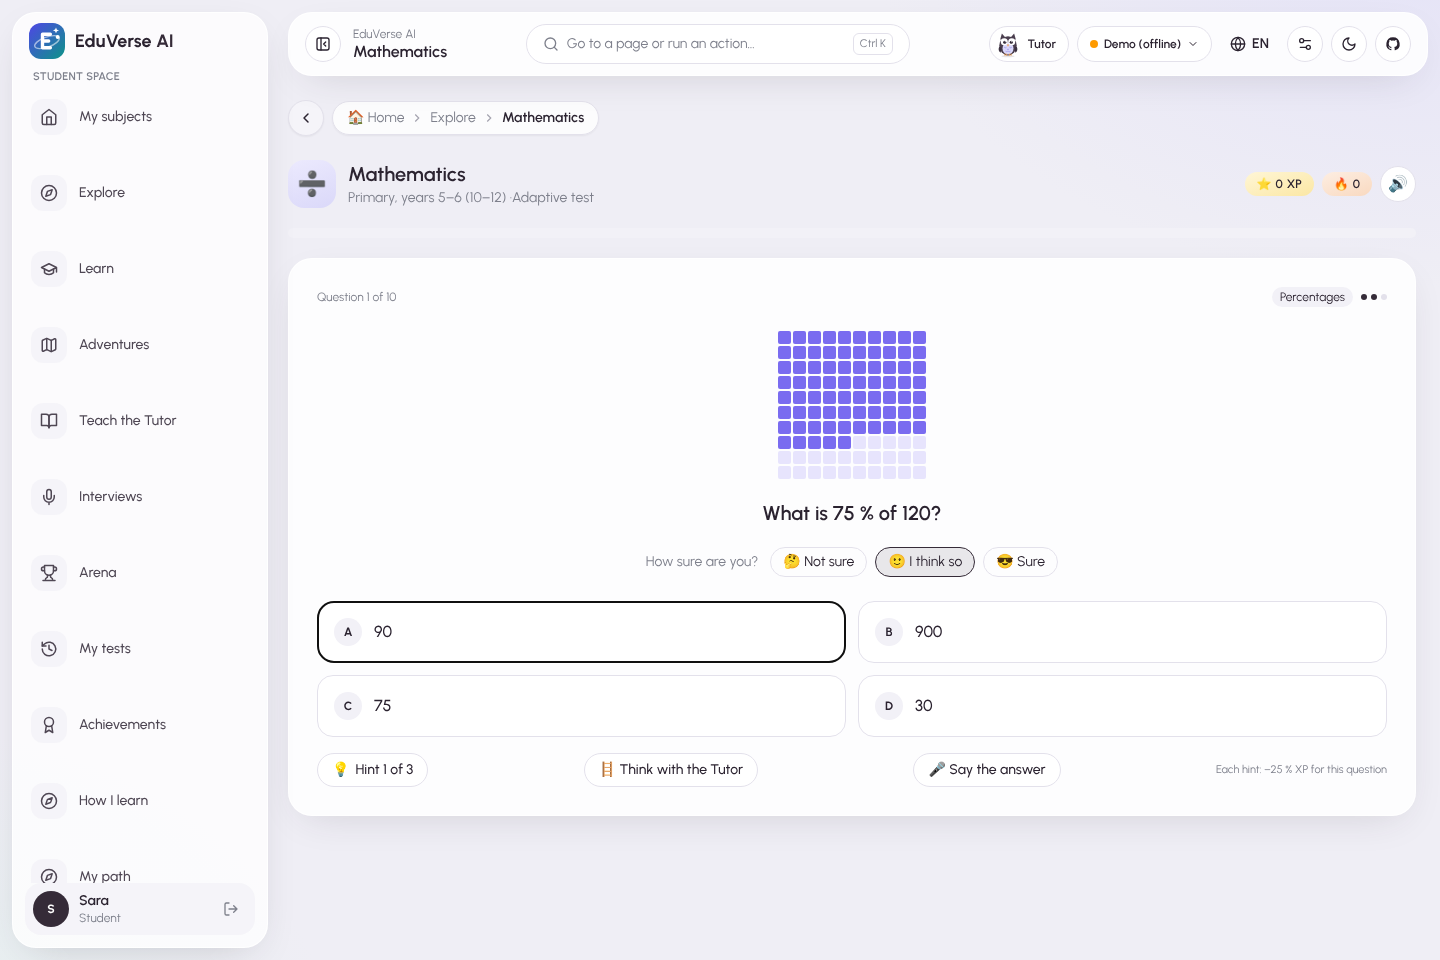 EduVerse AI
STUDENT SPACE
My subjects
Explore
Learn
Adventures
Teach the Tutor
Interviews
Arena
My tests
Achievements
How I learn
My path
S
Sara
Student
EduVerse AI
Mathematics
Go to a page or run an action...
Ctrl K
Tutor
Demo (offline)
EN
Home
Explore
Mathematics
Mathematics
Primary, years 5–6 (10–12) ·Adaptive test
0 XP
0
Question 1 of 10
Percentages
What is 75 % of 120?
How sure are you?
Not sure
I think so
Sure
A 90
B 900
C 75
D 30
Hint 1 of 3
Think with the Tutor
Say the answer
Each hint: −25 % XP for this question